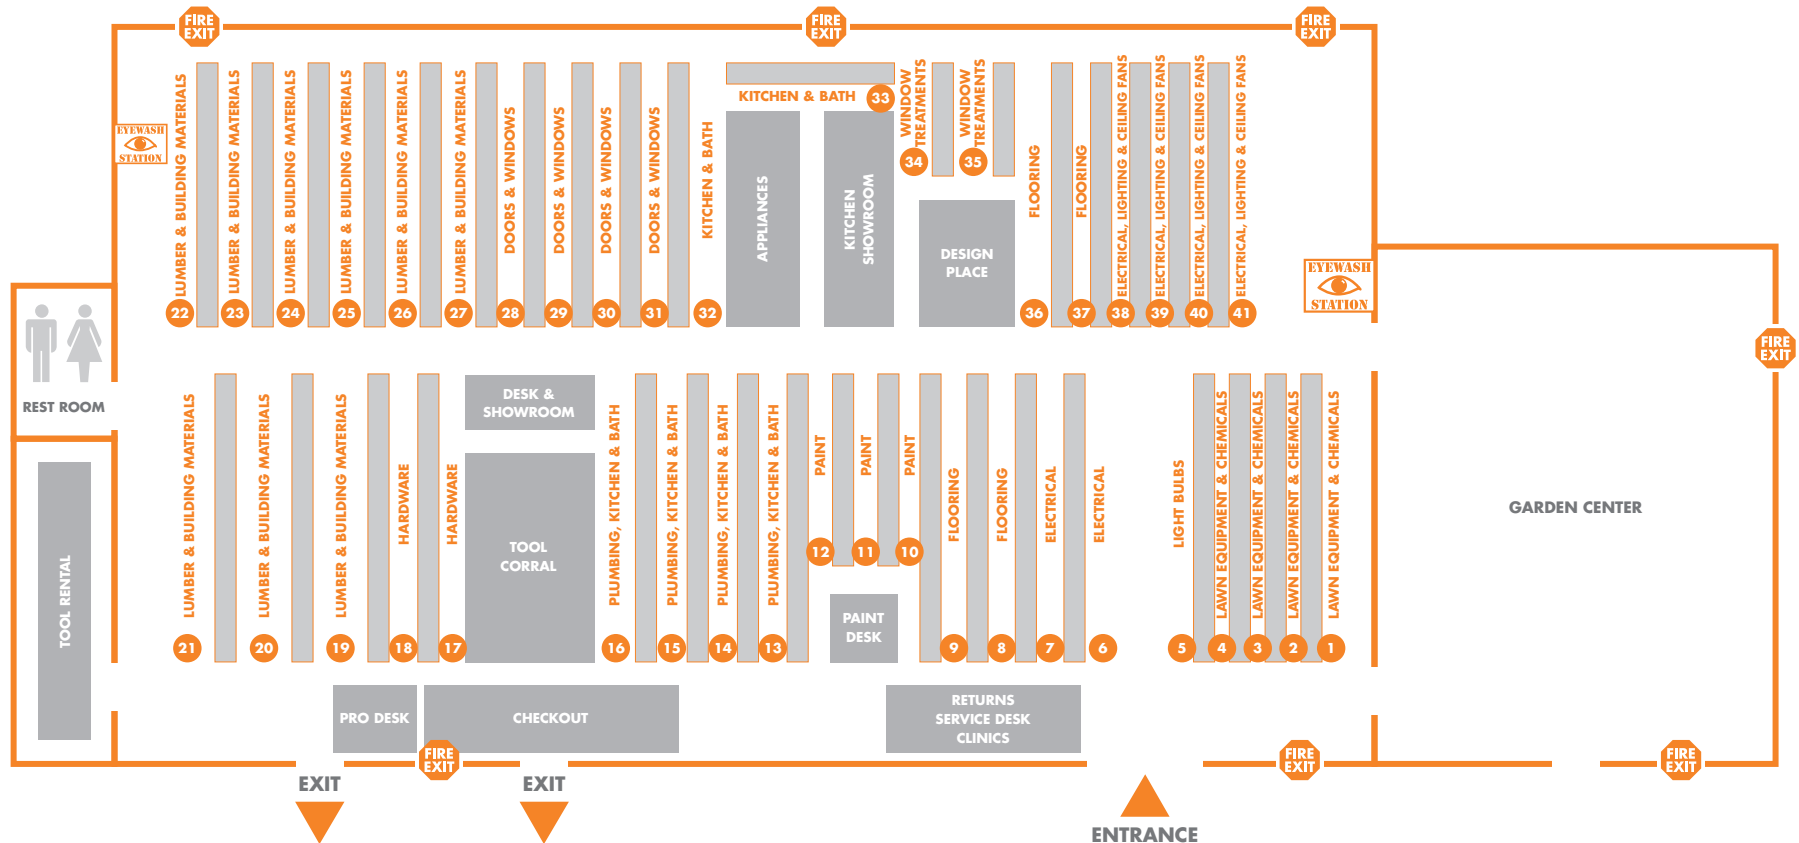 FIRE
EXIT
FIRE
EXIT
FIRE
EXIT
EYEWASH
STATION
LUMBER & BUILDING MATERIALS
22
LUMBER & BUILDING MATERIALS
23
LUMBER & BUILDING MATERIALS
24
LUMBER & BUILDING MATERIALS
25
LUMBER & BUILDING MATERIALS
26
LUMBER & BUILDING MATERIALS
27
DOORS & WINDOWS
28
DOORS & WINDOWS
29
DOORS & WINDOWS
30
DOORS & WINDOWS
31
KITCHEN & BATH
32
KITCHEN & BATH
33
APPLIANCES
KITCHEN
SHOWROOM
WINDOW
TREATMENTS
34
WINDOW
TREATMENTS
35
DESIGN
PLACE
FLOORING
36
FLOORING
37
ELECTRICAL, LIGHTING & CEILING FANS
38
ELECTRICAL, LIGHTING & CEILING FANS
39
ELECTRICAL, LIGHTING & CEILING FANS
40
ELECTRICAL, LIGHTING & CEILING FANS
41
EYEWASH
STATION
FIRE
EXIT
REST ROOM
TOOL RENTAL
LUMBER & BUILDING MATERIALS
21
LUMBER & BUILDING MATERIALS
20
LUMBER & BUILDING MATERIALS
19
HARDWARE
18
HARDWARE
17
DESK &
SHOWROOM
TOOL
CORRAL
PLUMBING, KITCHEN & BATH
16
PLUMBING, KITCHEN & BATH
15
PLUMBING, KITCHEN & BATH
14
PLUMBING, KITCHEN & BATH
13
PAINT
12
PAINT
11
PAINT
10
PAINT
DESK
FLOORING
9
FLOORING
8
ELECTRICAL
7
ELECTRICAL
6
LIGHT BULBS
5
LAWN EQUIPMENT & CHEMICALS
4
LAWN EQUIPMENT & CHEMICALS
3
LAWN EQUIPMENT & CHEMICALS
2
LAWN EQUIPMENT & CHEMICALS
1
GARDEN CENTER
PRO DESK
CHECKOUT
RETURNS
SERVICE DESK
CLINICS
FIRE
EXIT
FIRE
EXIT
FIRE
EXIT
EXIT
EXIT
ENTRANCE